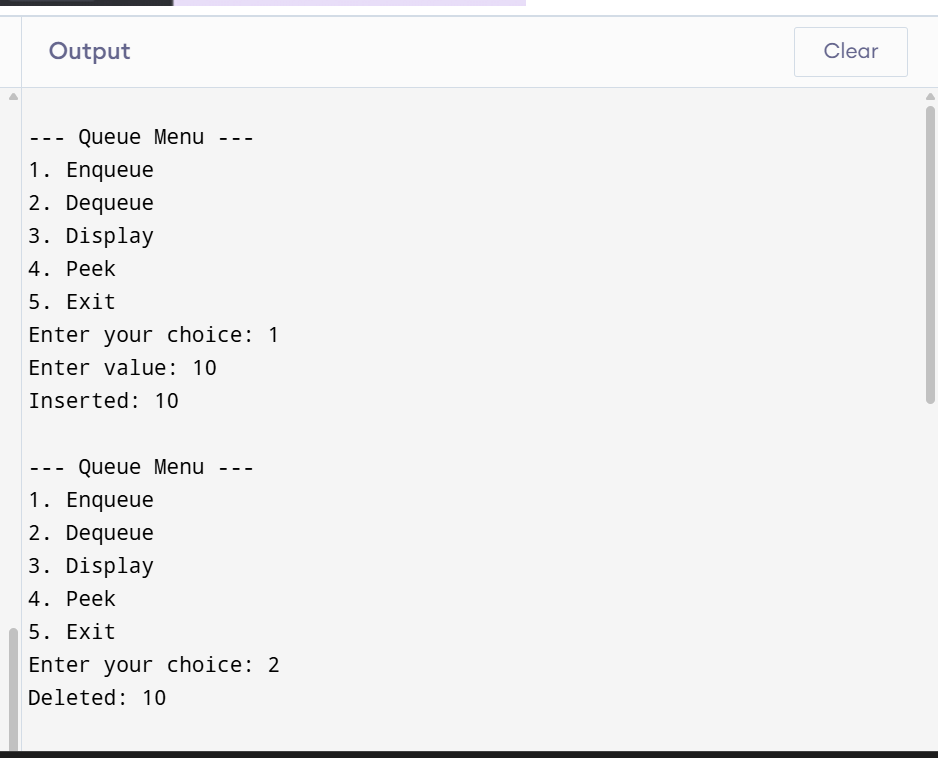 Output
Clear
--- Queue Menu ---
1. Enqueue
2. Dequeue
3. Display
4. Peek
5. Exit
Enter your choice: 1
Enter value: 10
Inserted: 10
--- Queue Menu ---
1. Enqueue
2. Dequeue
3. Display
4. Peek
5. Exit
Enter your choice: 2
Deleted: 10